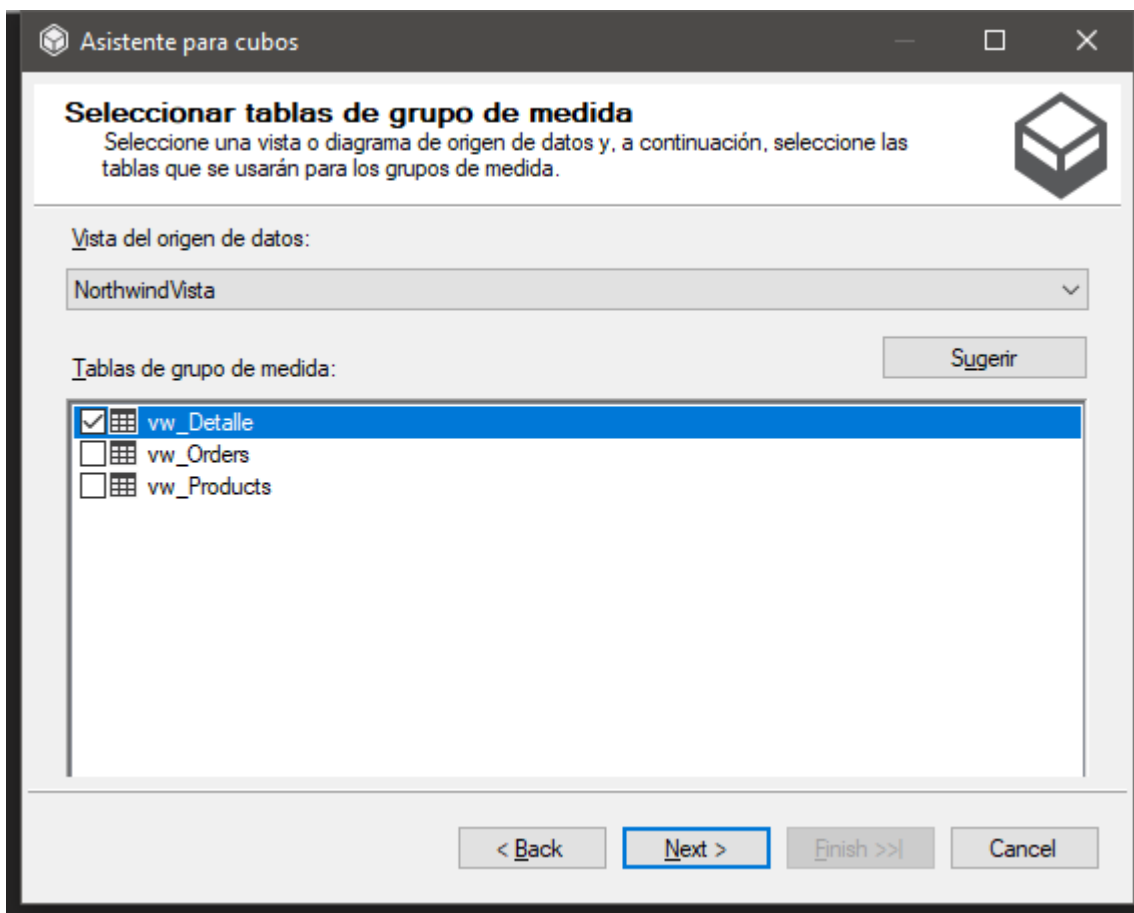 Asistente para cubos
Seleccionar tablas de grupo de medida
Seleccione una vista o diagrama de origen de datos y, a continuación, seleccione las
tablas que se usarán para los grupos de medida.
Vista del origen de datos:
NorthwindVista
Sugerir
Tablas de grupo de medida:
vw_Detalle
vw_Orders
vw_Products
< Back
Next >
Finish >>|
Cancel